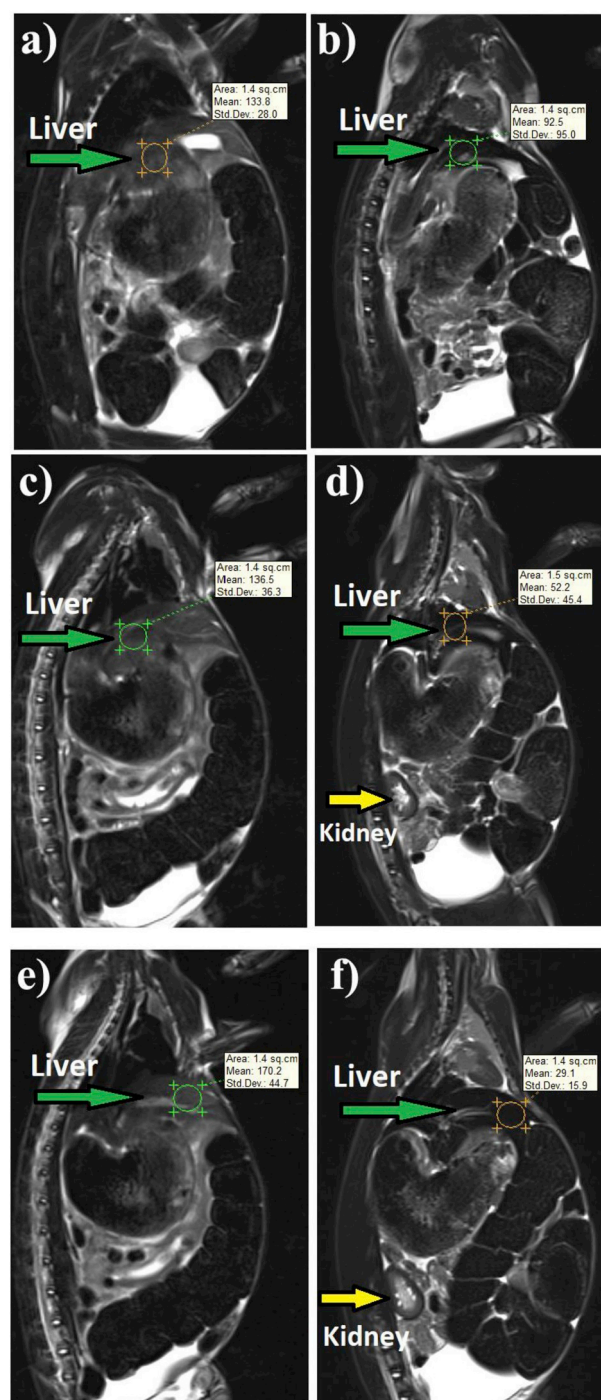 a)
Area: 1.4 sq.cm
Mean: 133.8
Std.Dev.: 28.0
Liver
b)
Area: 1.4 sq.cm
Mean: 92.5
Std.Dev.: 95.0
Liver
c)
Area: 1.4 sq.cm
Mean: 136.5
Std.Dev.: 36.3
Liver
d)
Area: 1.5 sq.cm
Mean: 52.2
Std.Dev.: 45.4
Liver
Kidney
e)
Area: 1.4 sq.cm
Mean: 170.2
Std.Dev.: 44.7
Liver
f)
Area: 1.4 sq.cm
Mean: 29.1
Std.Dev.: 15.9
Liver
Kidney